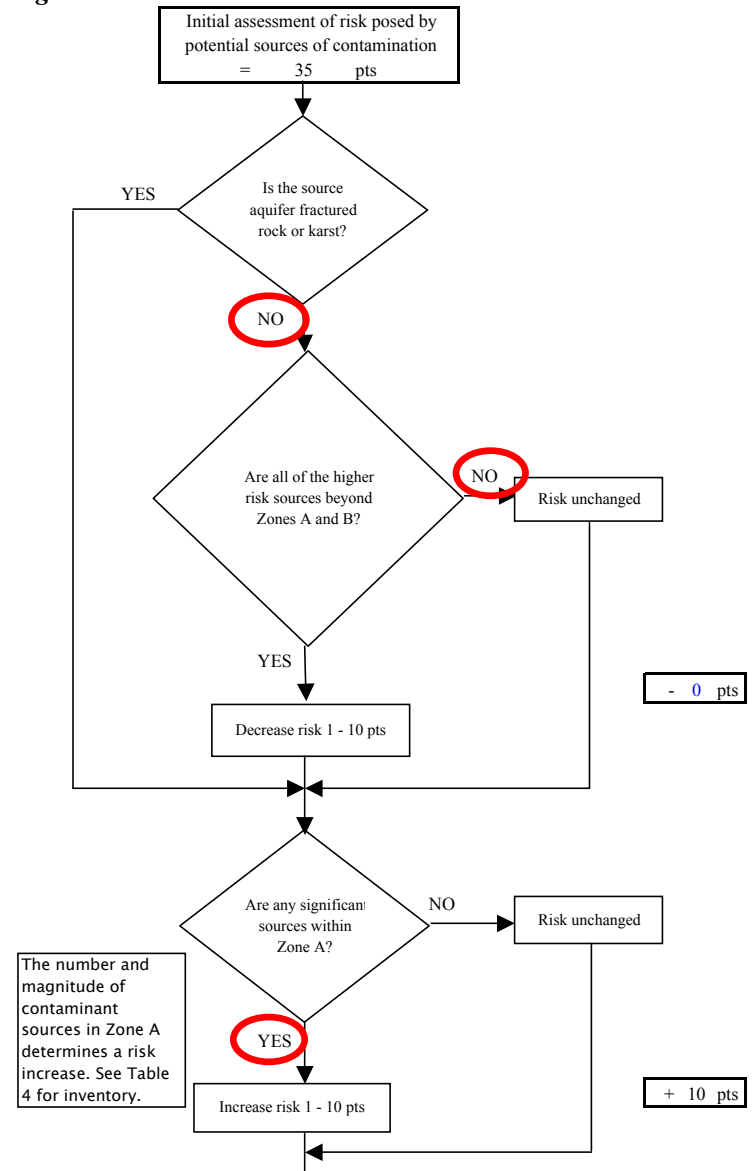 Initial assessment of risk posed by
potential sources of contamination
= 35 pts
YES
Is the source
aquifer fractured
rock or karst?
NO
Are all of the higher
risk sources beyond
Zones A and B?
NO
Risk unchanged
YES
- 0 pts
Decrease risk 1 - 10 pts
Are any significant
sources within
Zone A?
NO
Risk unchanged
The number and
magnitude of
contaminant
sources in Zone A
determines a risk
increase. See Table
4 for inventory.
YES
Increase risk 1 - 10 pts
+ 10 pts